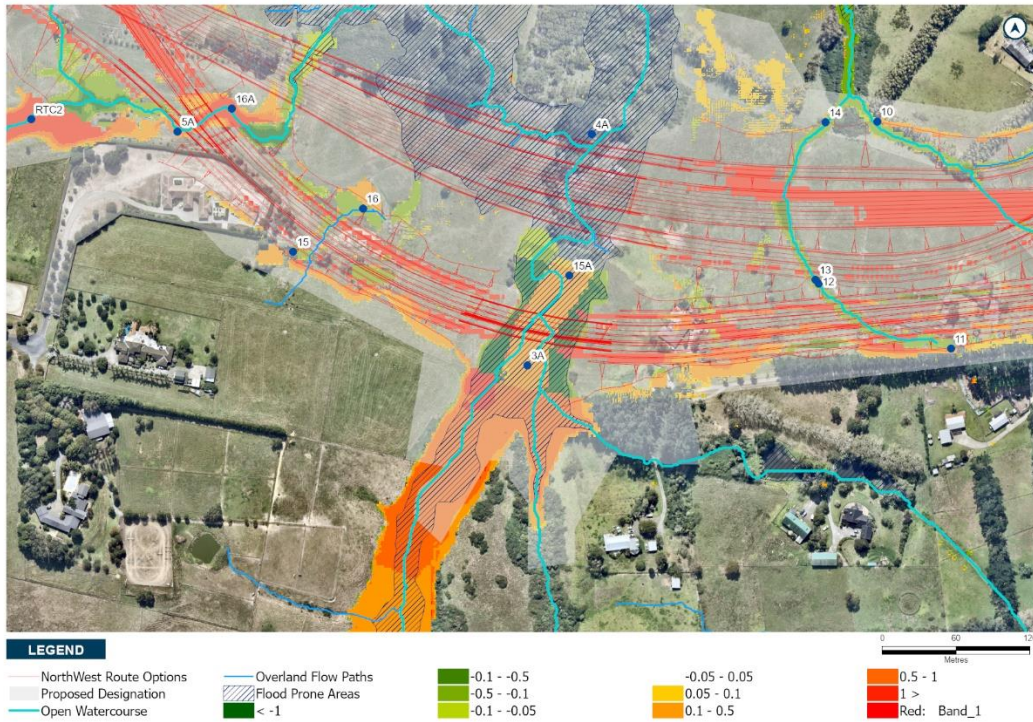 14
10
RTC2
16A
5A
4A
16
15
15A
13
12
11
3A
LEGEND
0 60 120
Metres
NorthWest Route Options
Proposed Designation
Open Watercourse
Overland Flow Paths
Flood Prone Areas
< -1
-0.1 - -0.5
-0.5 - -0.1
-0.1 - -0.05
-0.05 - 0.05
0.05 - 0.1
0.1 - 0.5
0.5 - 1
1 >
Red: Band_1